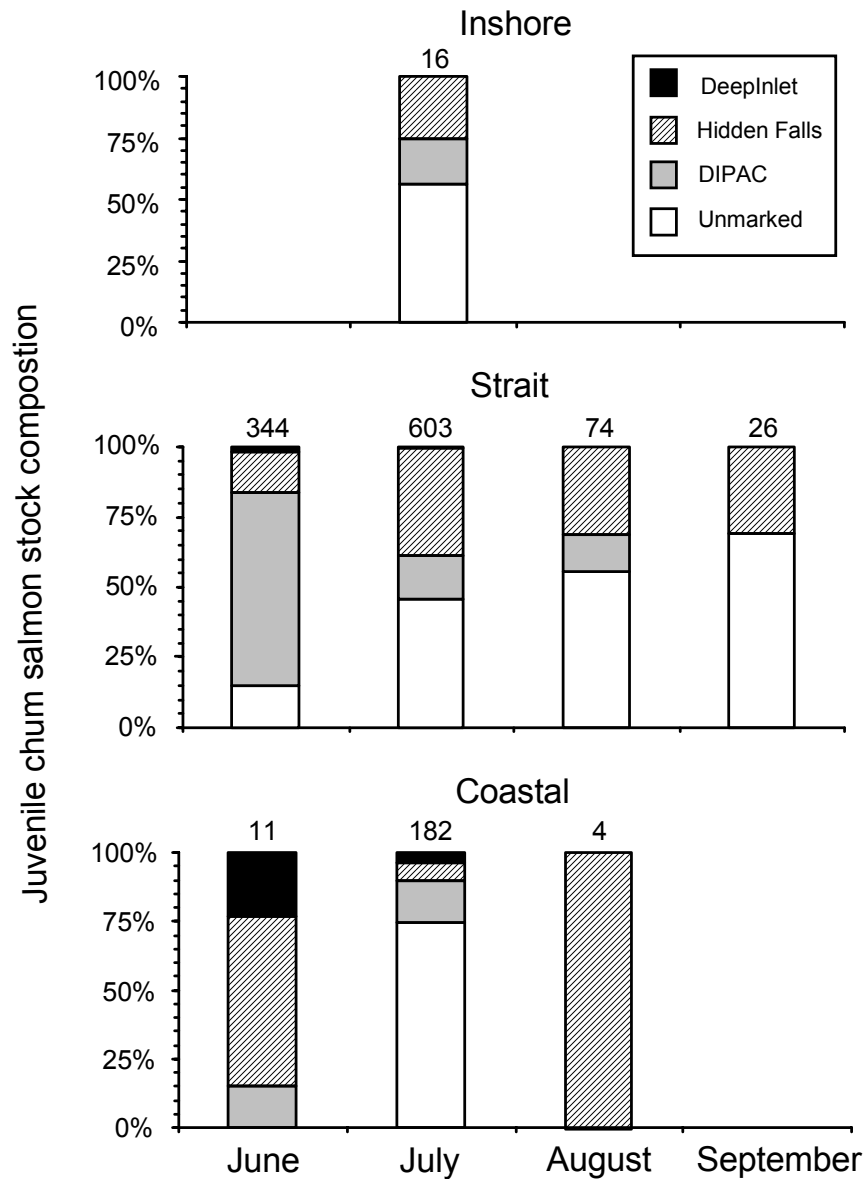 Inshore
16
100%
75%
50%
25%
0%
DeepInlet
Hidden Falls
DIPAC
Unmarked
Juvenile chum salmon stock compostion
Strait
344 603 74 26
100%
75%
50%
25%
0%
Coastal
11 182 4
100%
75%
50%
25%
0%
June July August September